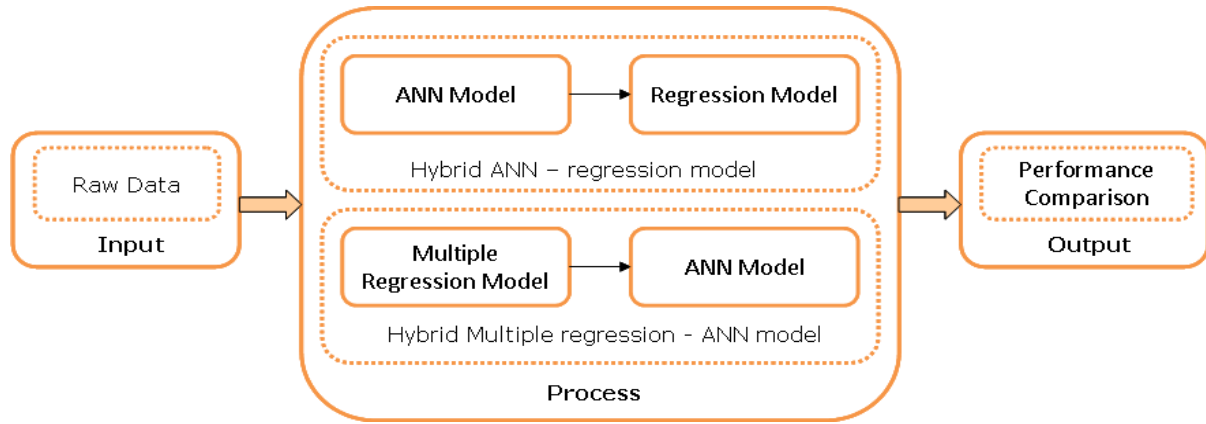 Raw Data
Input
ANN Model
Regression Model
Hybrid ANN – regression model
Multiple
Regression Model
ANN Model
Hybrid Multiple regression - ANN model
Process
Performance
Comparison
Output